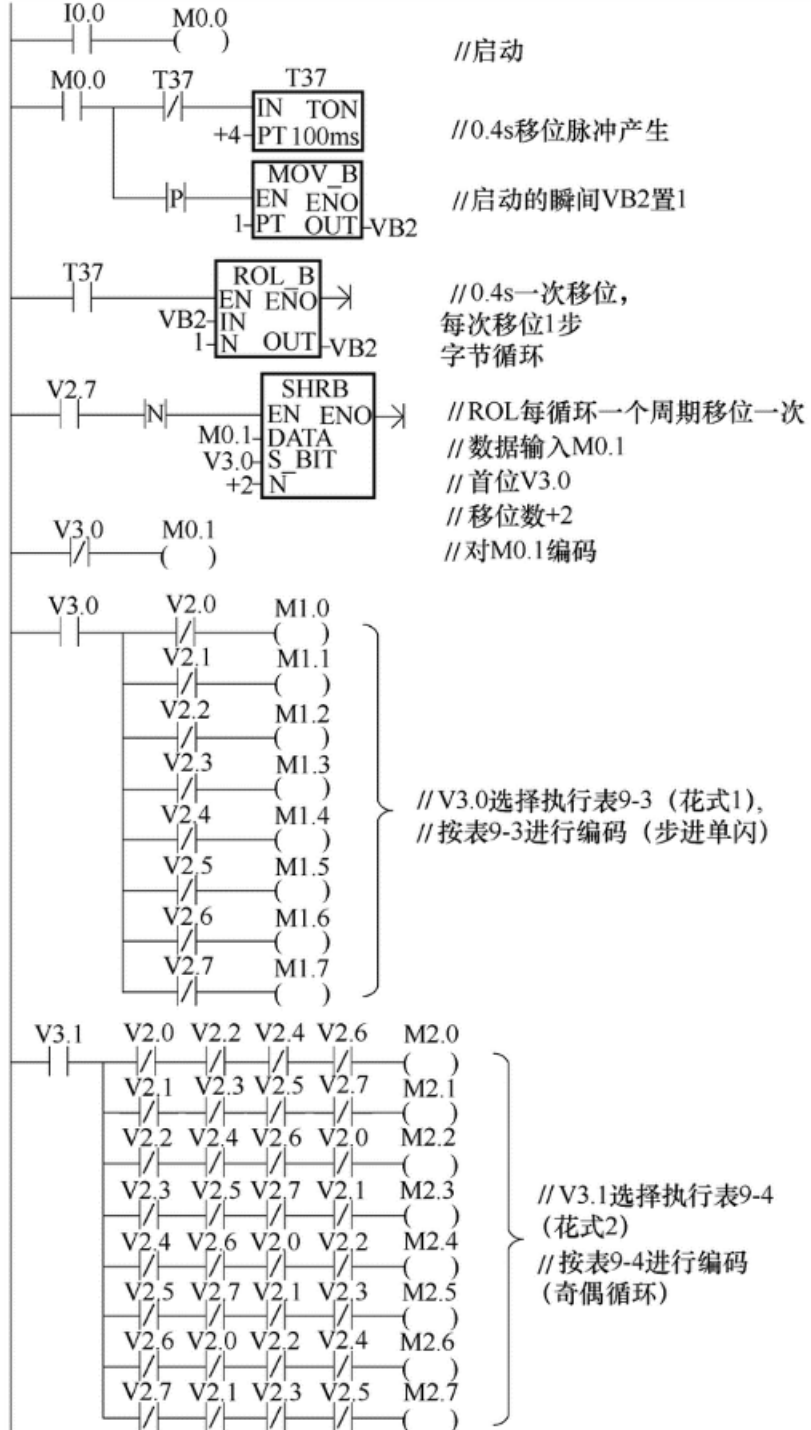 I0.0 M0.0
//启动
M0.0 T37 T37
IN TON
+4 PT 100ms
//0.4s移位脉冲产生
P MOV_B
EN ENO
1 PT OUT VB2
//启动的瞬间VB2置1
T37 ROL_B
EN ENO
VB2 IN
1 N OUT VB2
//0.4s一次移位，
每次移位1步
字节循环
V2.7 N SHRB
EN ENO
M0.1 DATA
V3.0 S_BIT
+2 N
//ROL每循环一个周期移位一次
//数据输入M0.1
//首位V3.0
//移位数+2
V3.0 M0.1
//对M0.1编码
V3.0 V2.0 M1.0
V2.1 M1.1
V2.2 M1.2
V2.3 M1.3
V2.4 M1.4
V2.5 M1.5
V2.6 M1.6
V2.7 M1.7
//V3.0选择执行表9-3（花式1），
//按表9-3进行编码（步进单闪）
V3.1 V2.0 V2.2 V2.4 V2.6 M2.0
V2.1 V2.3 V2.5 V2.7 M2.1
V2.2 V2.4 V2.6 V2.0 M2.2
V2.3 V2.5 V2.7 V2.1 M2.3
V2.4 V2.6 V2.0 V2.2 M2.4
V2.5 V2.7 V2.1 V2.3 M2.5
V2.6 V2.0 V2.2 V2.4 M2.6
V2.7 V2.1 V2.3 V2.5 M2.7
//V3.1选择执行表9-4
（花式2）
//按表9-4进行编码
（奇偶循环）